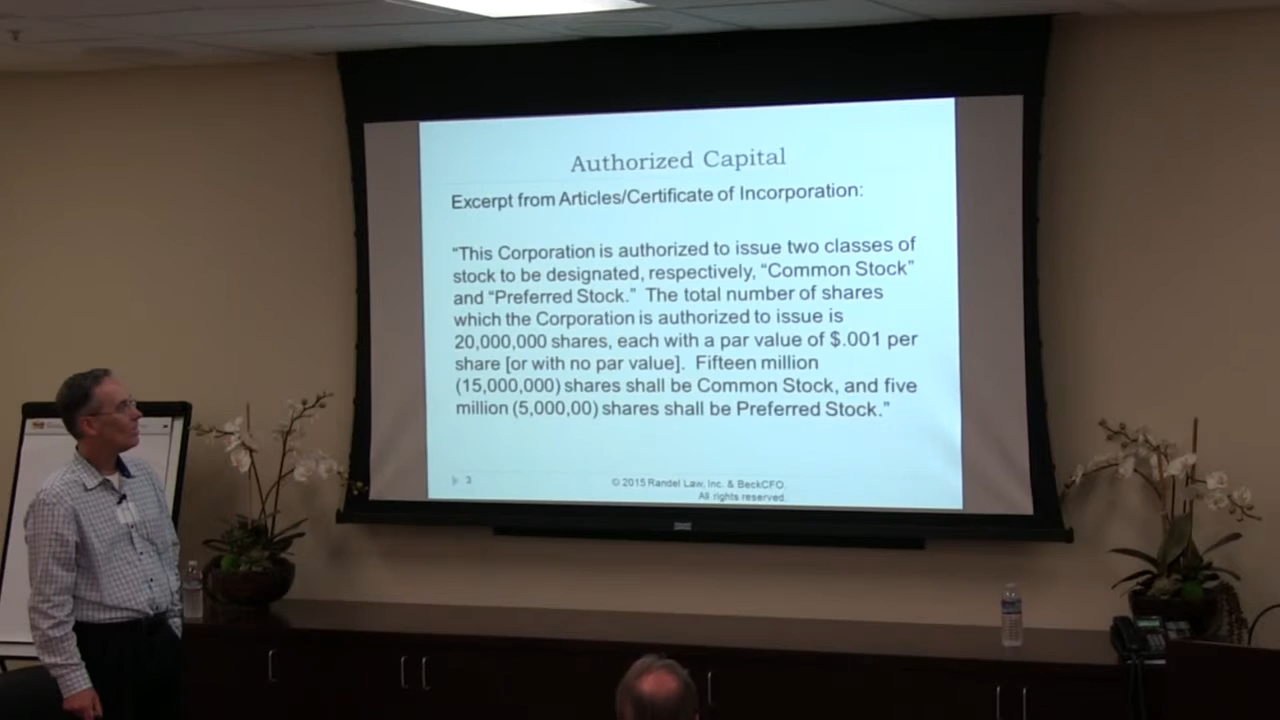 Authorized Capital
Excerpt from Articles/Certificate of Incorporation:
“This Corporation is authorized to issue two classes of
stock to be designated, respectively, “Common Stock”
and “Preferred Stock.”  The total number of shares
which the Corporation is authorized to issue is
20,000,000 shares, each with a par value of $.001 per
share [or with no par value].  Fifteen million
(15,000,000) shares shall be Common Stock, and five
million (5,000,00) shares shall be Preferred Stock.”
3
© 2015 Randel Law, Inc. & BeckCFO.
All rights reserved.